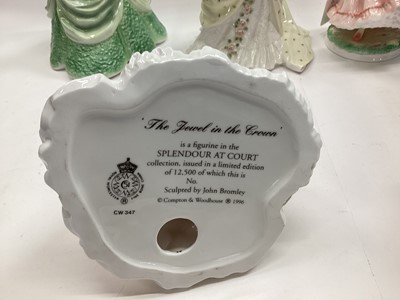 'The Jewel in the Crown'
is a figurine in the
SPLENDOUR AT COURT
collection, issued in a limited edition
of 12,500 of which this is
No.
Sculpted by John Bromley
© Compton & Woodhouse ® 1996
CW 347